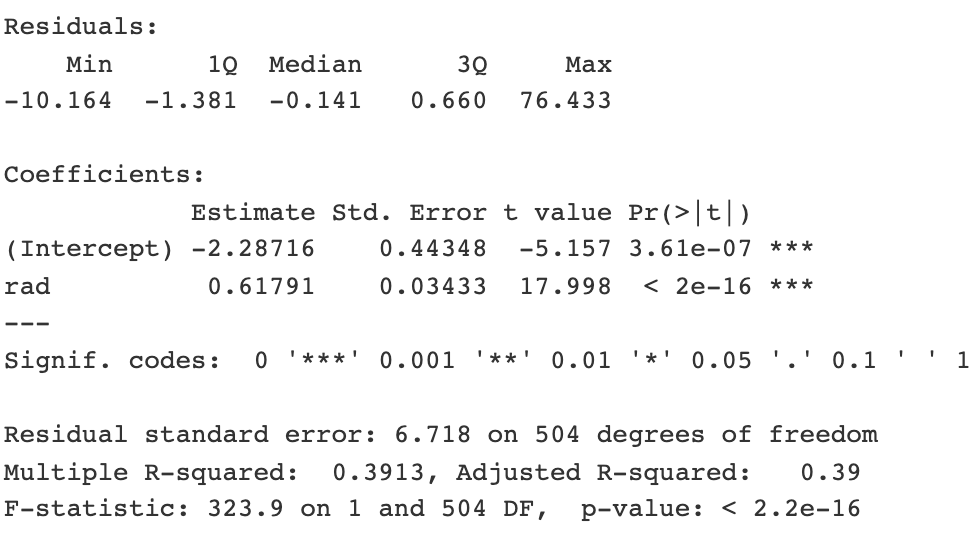 Residuals:
    Min      1Q  Median      3Q     Max
-10.164  -1.381  -0.141   0.660  76.433
Coefficients:
            Estimate Std. Error t value Pr(>|t|)
(Intercept) -2.28716    0.44348  -5.157 3.61e-07 ***
rad          0.61791    0.03433  17.998  < 2e-16 ***
---
Signif. codes:  0 '***' 0.001 '**' 0.01 '*' 0.05 '.' 0.1 ' ' 1
Residual standard error: 6.718 on 504 degrees of freedom
Multiple R-squared:  0.3913, Adjusted R-squared:   0.39
F-statistic: 323.9 on 1 and 504 DF,  p-value: < 2.2e-16